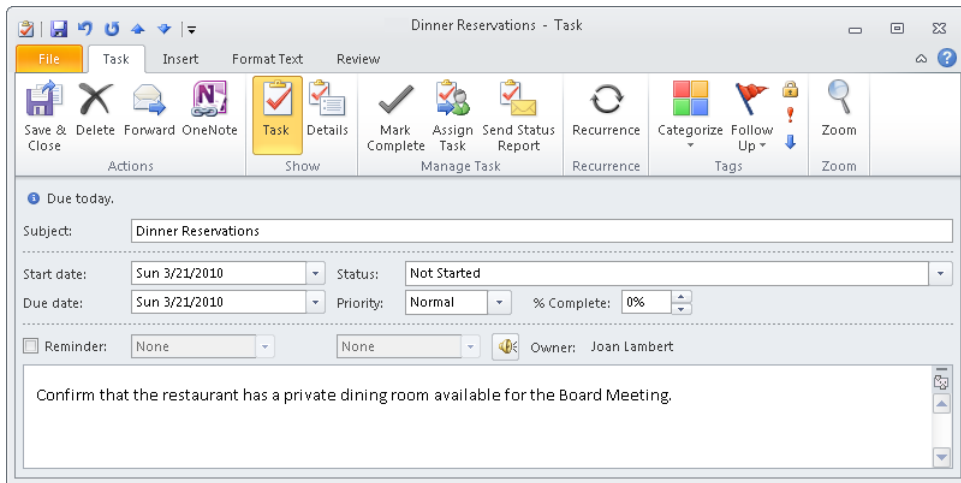 Dinner Reservations - Task
File Task Insert Format Text Review
Save & Close Delete Forward OneNote Task Details Mark Complete Assign Task Send Status Report Recurrence Categorize Follow Up Zoom
Actions Show Manage Task Recurrence Tags Zoom
Due today.
Subject: Dinner Reservations
Start date: Sun 3/21/2010 Status: Not Started
Due date: Sun 3/21/2010 Priority: Normal % Complete: 0%
Reminder: None None Owner: Joan Lambert
Confirm that the restaurant has a private dining room available for the Board Meeting.